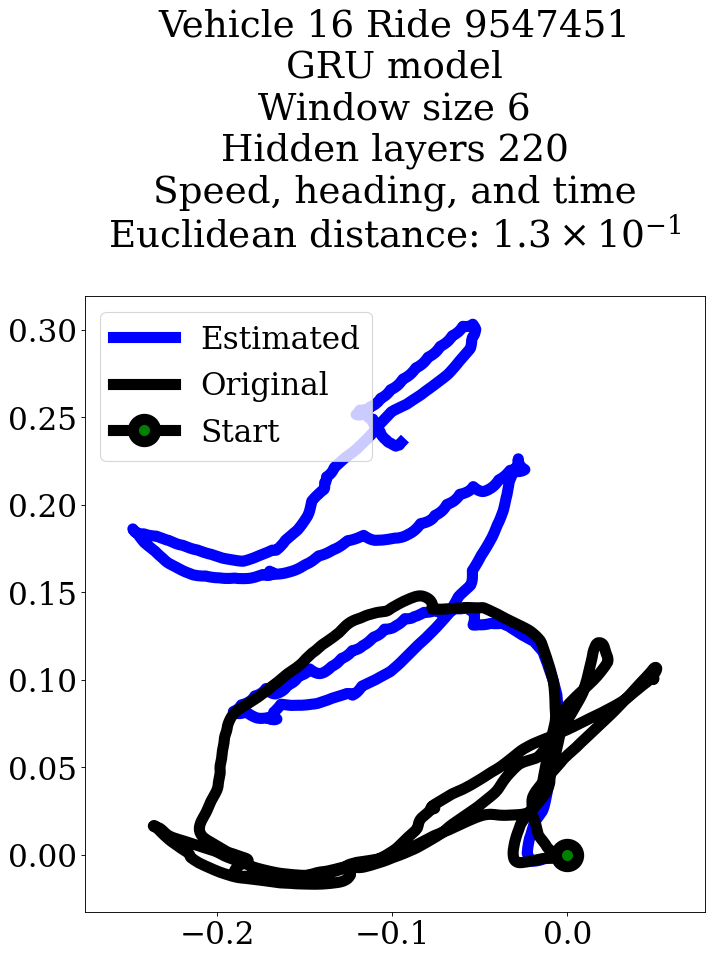 Vehicle 16 Ride 9547451
GRU model
Window size 6
Hidden layers 220
Speed, heading, and time
Euclidean distance: 1.3 × 10⁻¹
Estimated
Original
Start
0.30
0.25
0.20
0.15
0.10
0.05
0.00
−0.2 −0.1 0.0